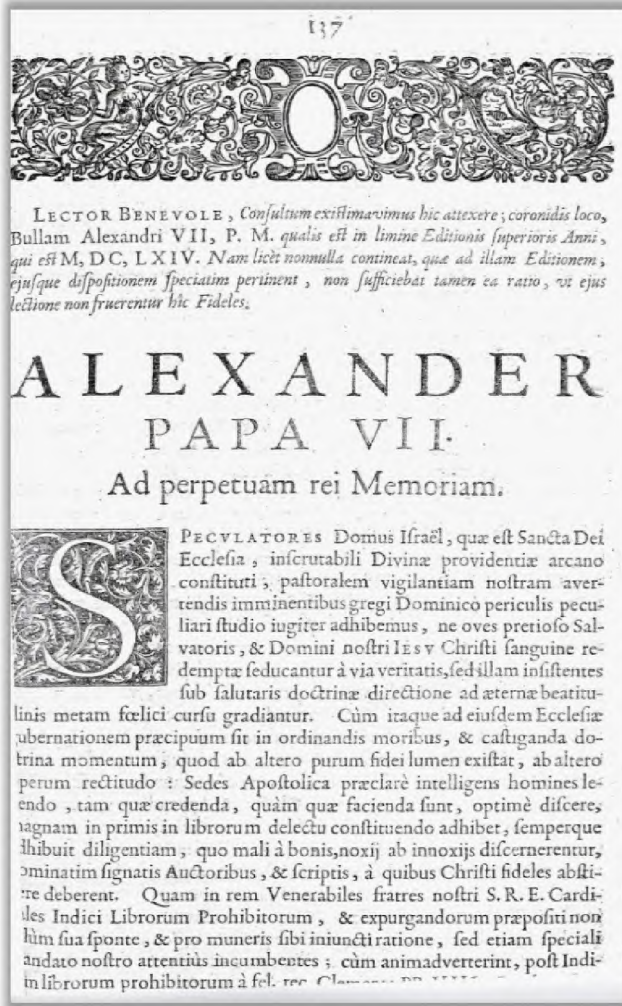 137
LECTOR BENEVOLE, Conſultum exiſtimavimus hîc attexere; coronidis loco,
Bullam Alexandri VII, P. M. qualis eſt in limine Editionis ſuperioris Anni,
qui eſt M, DC, LXIV. Nam licèt nonnulla contineat, quæ ad illam Editionem,
ejuſque diſpoſitionem ſpeciatim pertinent, non ſufficiebat tamen ea ratio, vt ejus
lectione non fruerentur hîc Fideles.
ALEXANDER
PAPA VII.
Ad perpetuam rei Memoriam.
SPECVLATORES Domus Iſraël, quæ eſt Sancta Dei
Eccleſia, inſcrutabili Divinæ providentiæ arcano
conſtituti; paſtoralem vigilantiam noſtram aver-
tendis imminentibus gregi Dominico periculis pecu-
liari ſtudio iugiter adhibemus, ne oves pretioſo Sal-
vatoris, & Domini noſtri IESV Chriſti ſanguine re-
demptæ ſeducantur à via veritatis, ſed illam inſiſtentes
ſub ſalutaris doctrinæ directione ad æternæ beatitu-
linis metam fœlici curſu gradiantur. Cùm itaque ad eiuſdem Eccleſiæ
ubernationem præcipuum ſit in ordinandis moribus, & caſtiganda do-
trina momentum, quod ab altero purum fidei lumen exiſtat, ab altero
perum rectitudo: Sedes Apoſtolica præclarè intelligens homines le-
endo, tam quæ credenda, quàm quæ facienda ſunt, optimè diſcere,
nagnam in primis in librorum delectu conſtituendo adhibet, ſemperque
dhibuit diligentiam, quo mali à bonis, noxij ab innoxijs diſcernerentur,
ominatim ſignatis Auctoribus, & ſcriptis, à quibus Chriſti fideles abſti-
re deberent. Quam in rem Venerabiles fratres noſtri S. R. E. Cardi-
les Indici Librorum Prohibitorum, & expurgandorum præpoſiti non
lùm ſua ſponte, & pro muneris ſibi iniuncti ratione, ſed etiam ſpeciali
andato noſtro attentiùs incumbentes; cùm animadverterint, poſt Indi-
m librorum prohibitorum à fel. rec.